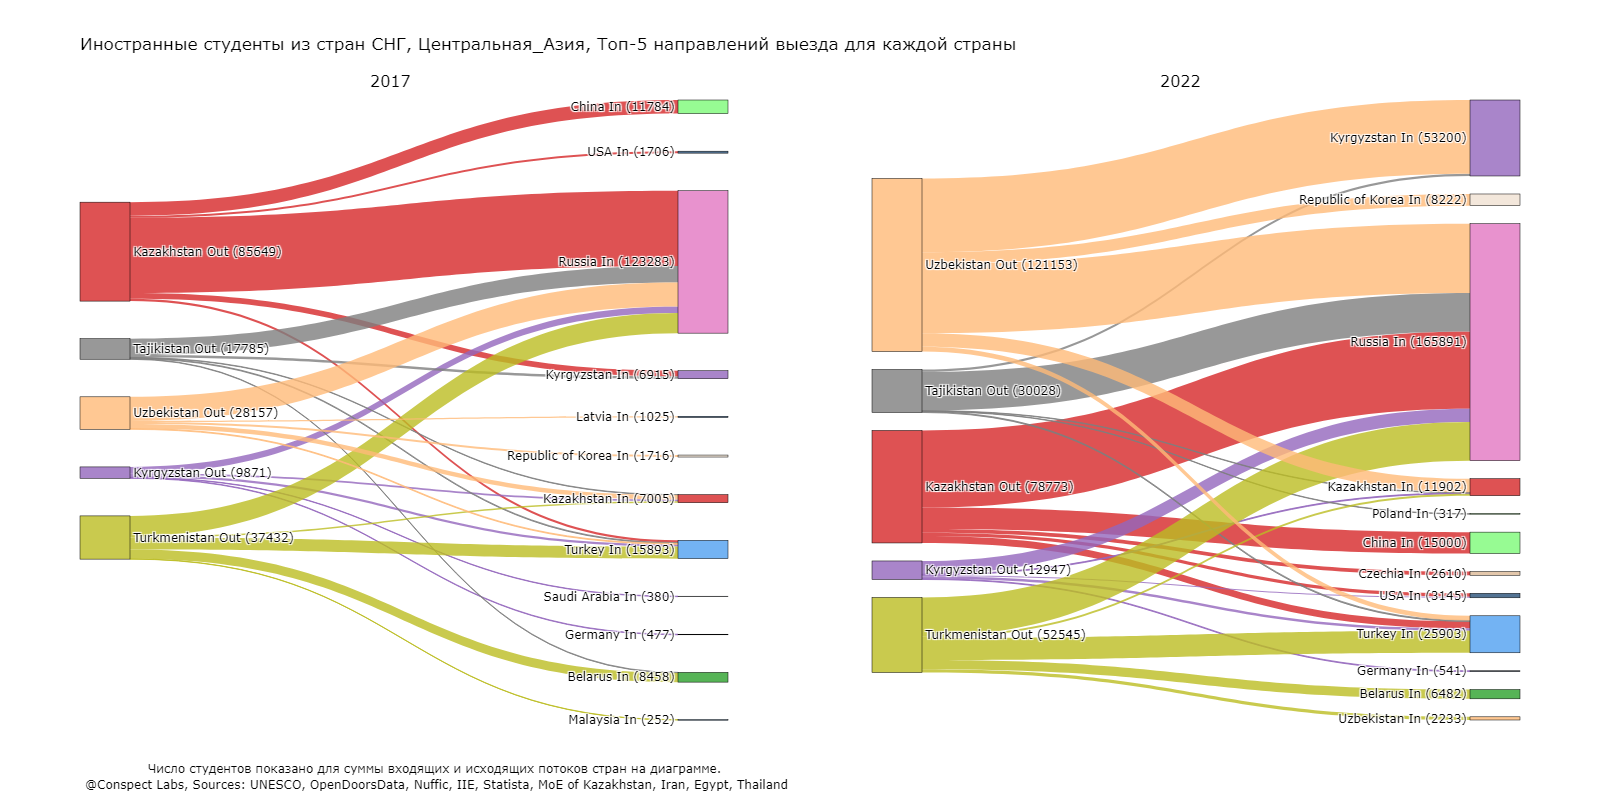 Иностранные студенты из стран СНГ, Центральная_Азия, Топ-5 направлений выезда для каждой страны
2017
China In (11784)
USA In (1706)
Kazakhstan Out (85649)
Russia In (123283)
Tajikistan Out (17785)
Kyrgyzstan In (6915)
Uzbekistan Out (28157)
Latvia In (1025)
Republic of Korea In (1716)
Kyrgyzstan Out (9871)
Kazakhstan In (7005)
Turkmenistan Out (37432)
Turkey In (15893)
Saudi Arabia In (380)
Germany In (477)
Belarus In (8458)
Malaysia In (252)
2022
Kyrgyzstan In (53200)
Republic of Korea In (8222)
Uzbekistan Out (121153)
Russia In (165891)
Tajikistan Out (30028)
Kazakhstan Out (78773)
Kazakhstan In (11902)
Poland In (317)
China In (15000)
Kyrgyzstan Out (12947)
Czechia In (2610)
USA In (3145)
Turkmenistan Out (52545)
Turkey In (25903)
Germany In (541)
Belarus In (6482)
Uzbekistan In (2233)
Число студентов показано для суммы входящих и исходящих потоков стран на диаграмме.
@Conspect Labs, Sources: UNESCO, OpenDoorsData, Nuffic, IIE, Statista, MoE of Kazakhstan, Iran, Egypt, Thailand